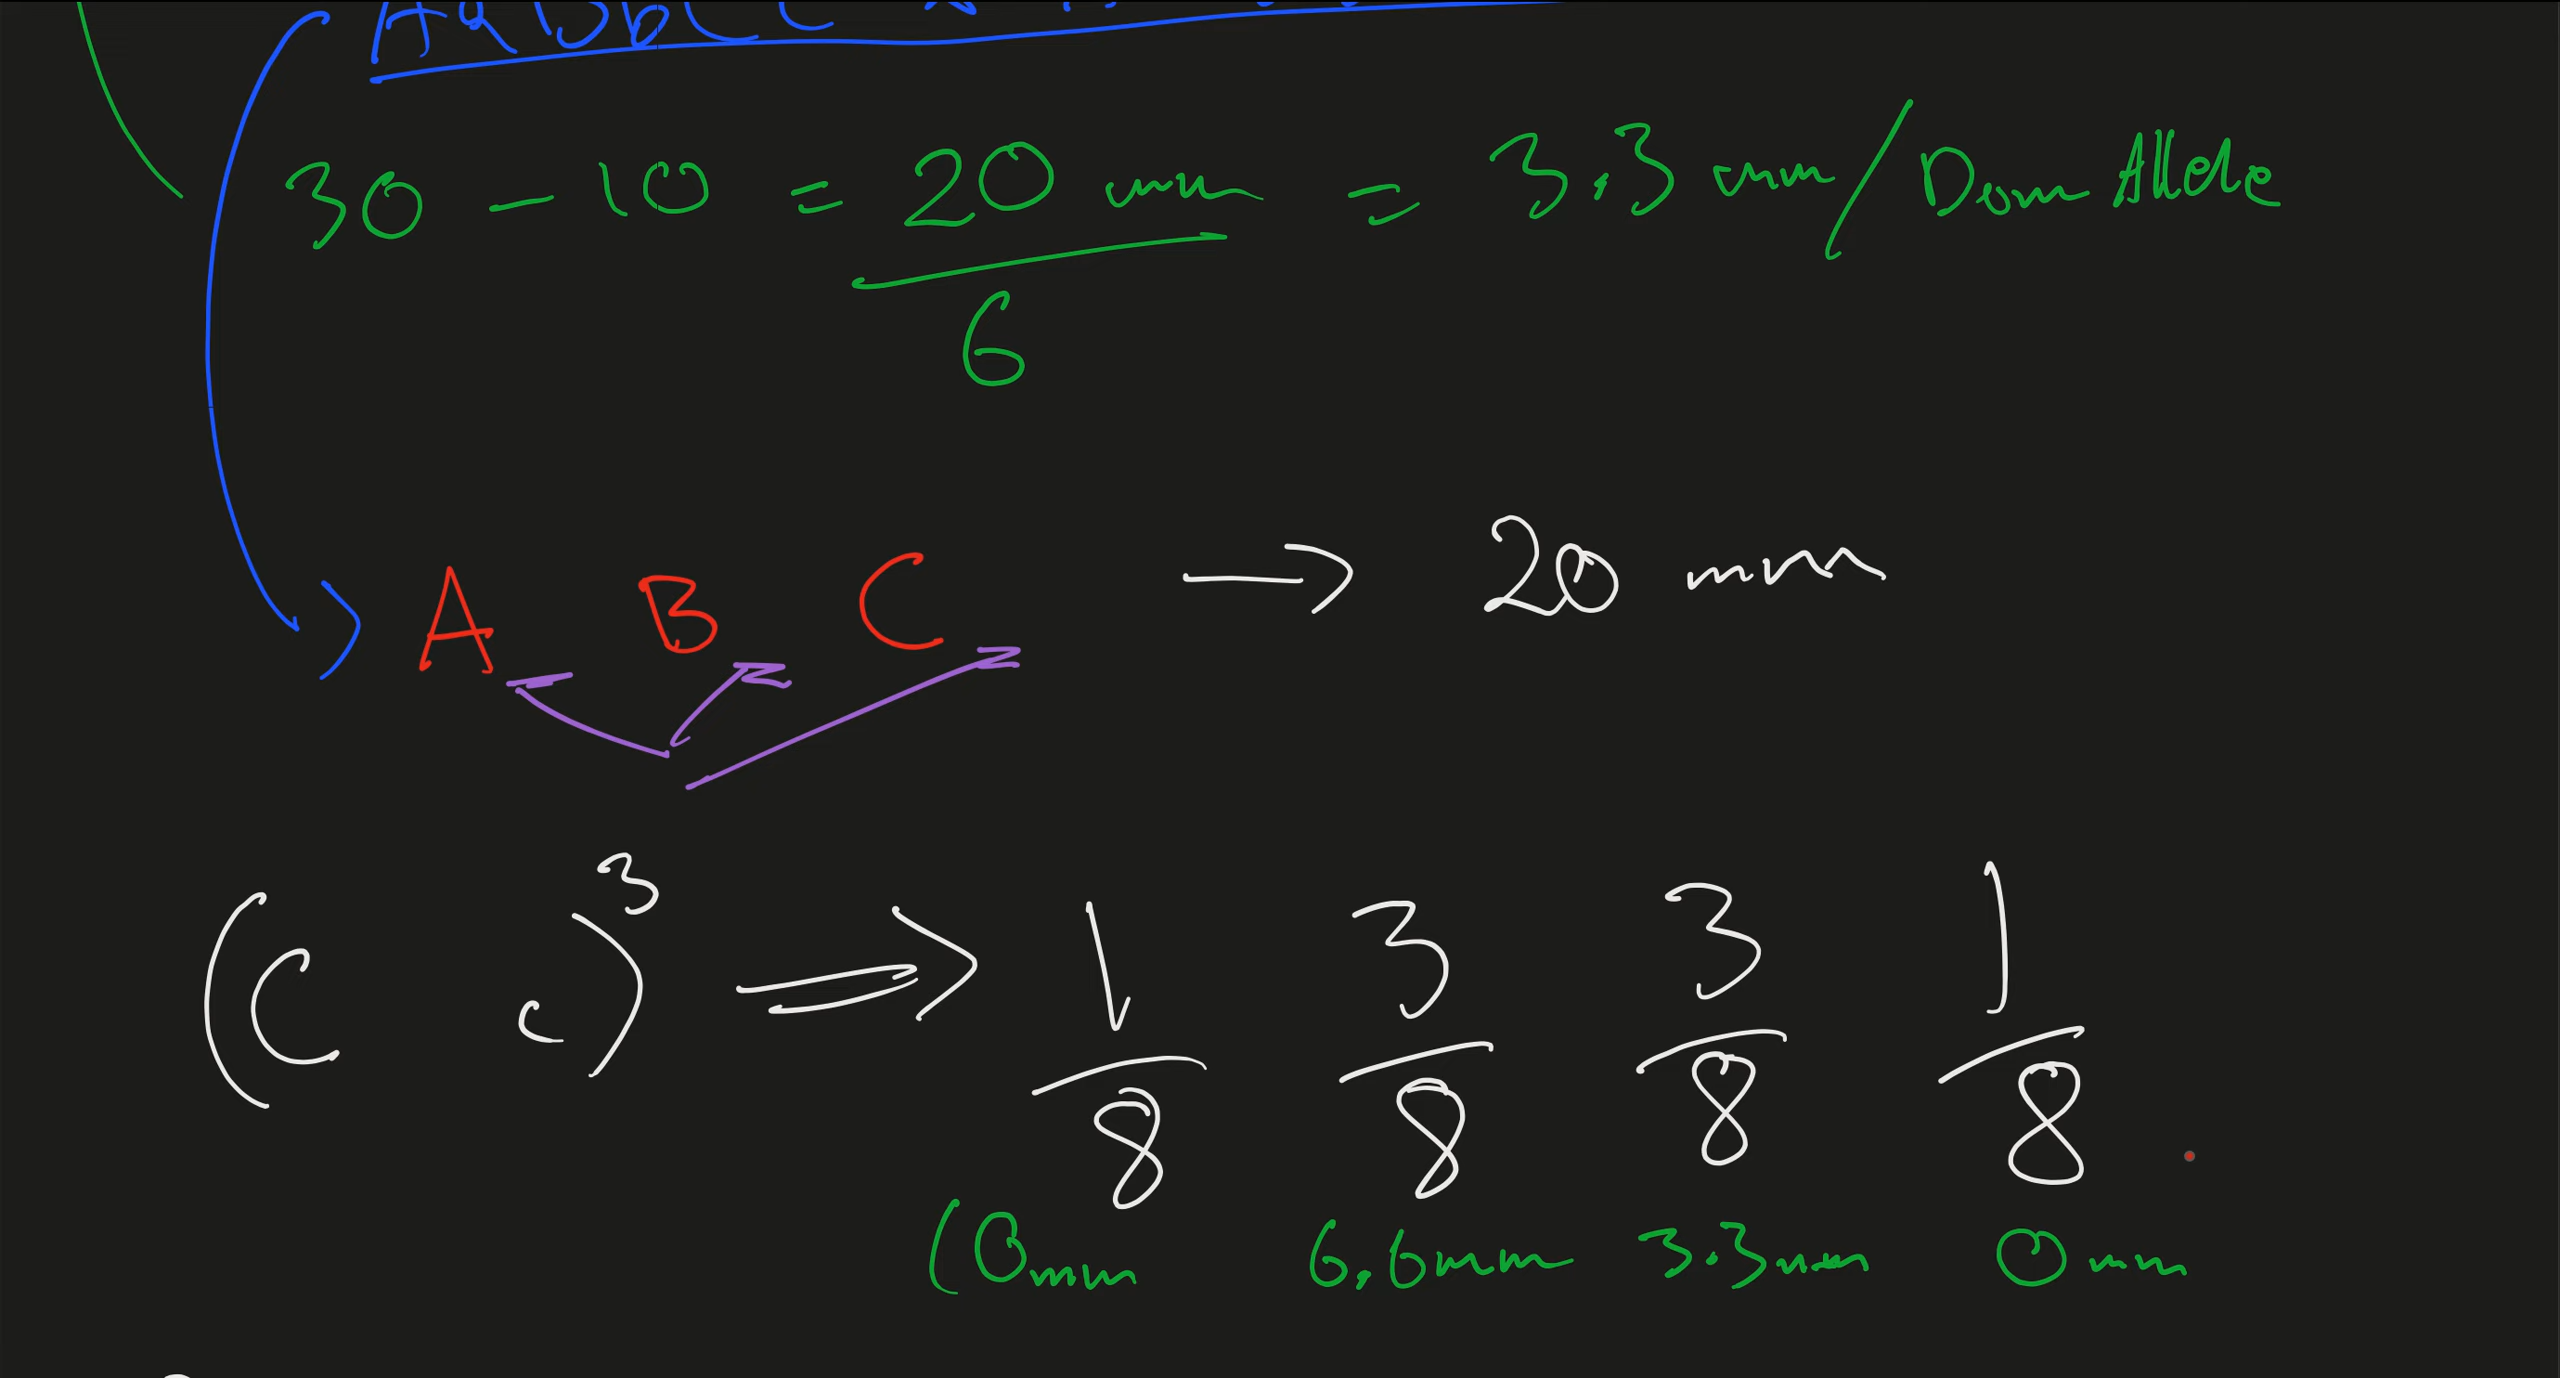 30 - 10 = 20 mm / 6 = 3.3 mm/Dom Allele
A B C → 20 mm
(C c)³ ⇒ 1/8 3/8 3/8 1/8
10mm 6.6mm 3.3mm 0mm